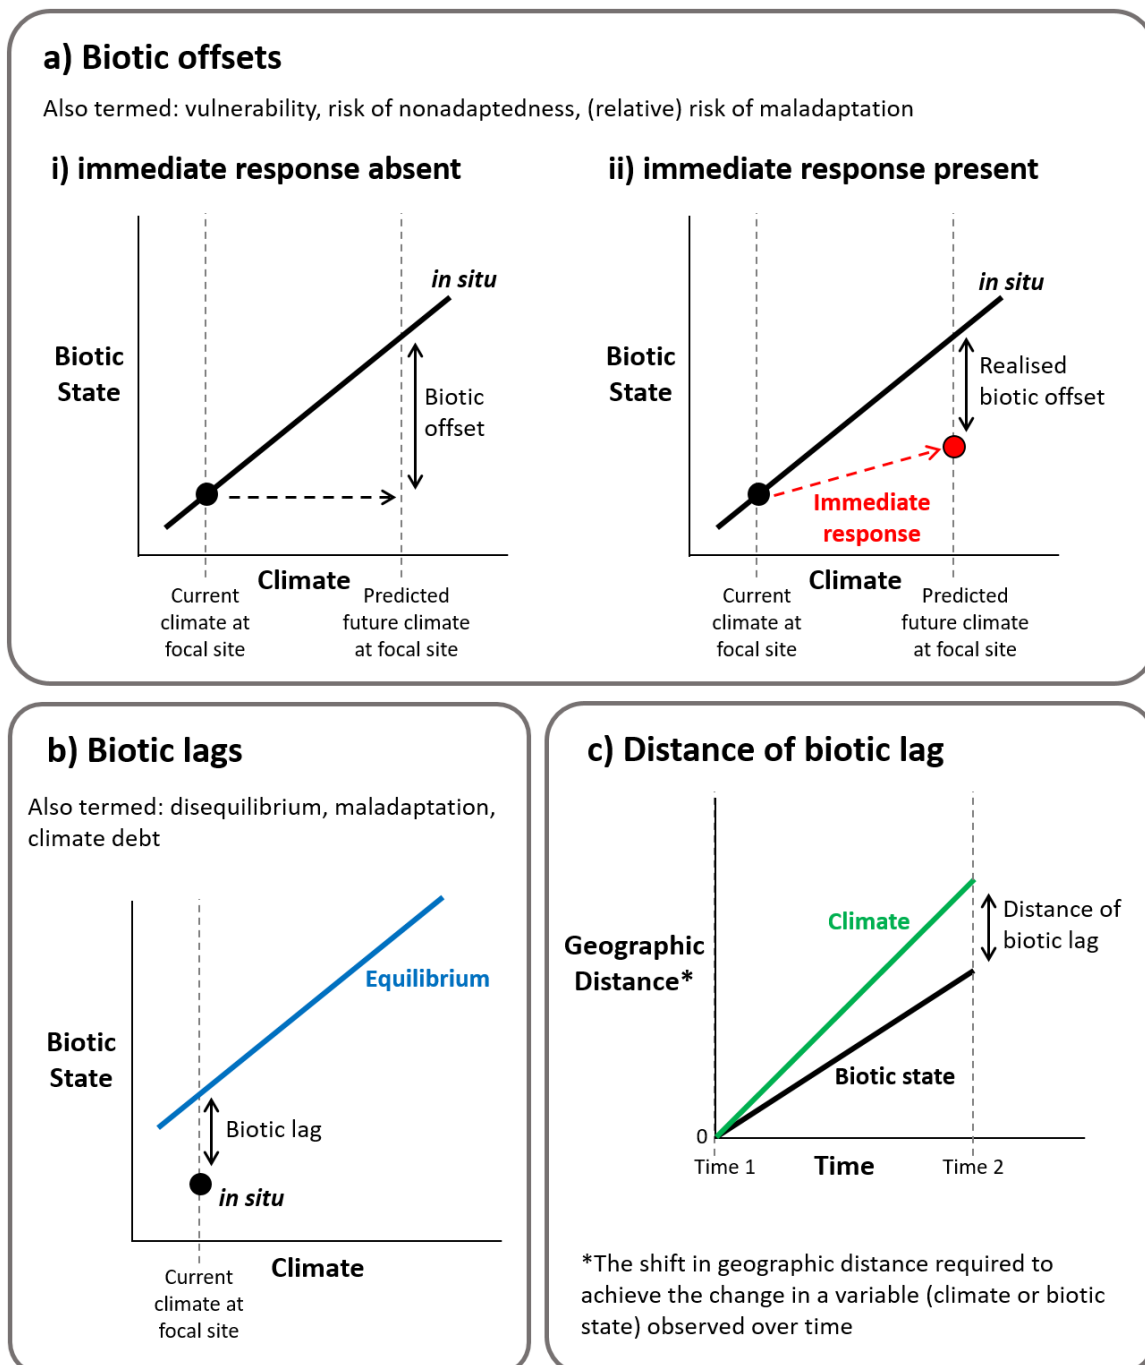 a) Biotic offsets
Also termed: vulnerability, risk of nonadaptedness, (relative) risk of maladaptation
i) immediate response absent
in situ
Biotic
State
Biotic
offset
Climate
Current
climate at
focal site
Predicted
future climate
at focal site
ii) immediate response present
in situ
Biotic
State
Realised
biotic offset
Immediate
response
Climate
Current
climate at
focal site
Predicted
future climate
at focal site
b) Biotic lags
Also termed: disequilibrium, maladaptation,
climate debt
Equilibrium
Biotic
State
Biotic lag
in situ
Climate
Current
climate at
focal site
c) Distance of biotic lag
Climate
Distance of
biotic lag
Geographic
Distance*
Biotic state
0
Time 1
Time
Time 2
*The shift in geographic distance required to
achieve the change in a variable (climate or biotic
state) observed over time